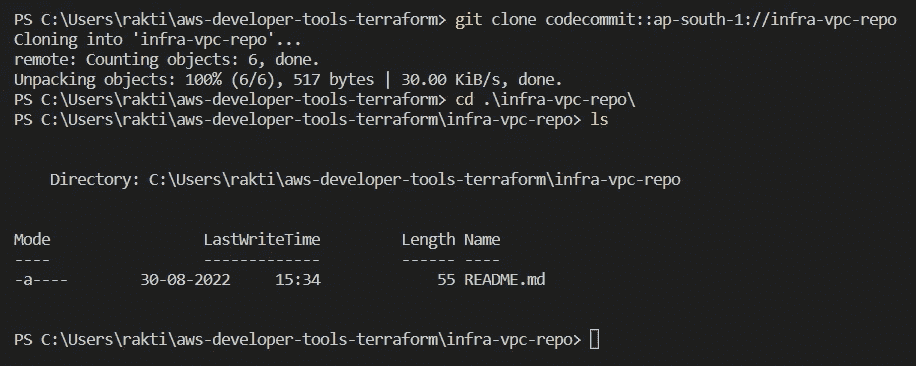 PS C:\Users\rakti\aws-developer-tools-terraform> git clone codecommit::ap-south-1://infra-vpc-repo
Cloning into 'infra-vpc-repo'...
remote: Counting objects: 6, done.
Unpacking objects: 100% (6/6), 517 bytes | 30.00 KiB/s, done.
PS C:\Users\rakti\aws-developer-tools-terraform> cd .\infra-vpc-repo\
PS C:\Users\rakti\aws-developer-tools-terraform\infra-vpc-repo> ls
Directory: C:\Users\rakti\aws-developer-tools-terraform\infra-vpc-repo
Mode LastWriteTime Length Name
---- ------------- ------ ----
-a---- 30-08-2022 15:34 55 README.md
PS C:\Users\rakti\aws-developer-tools-terraform\infra-vpc-repo>